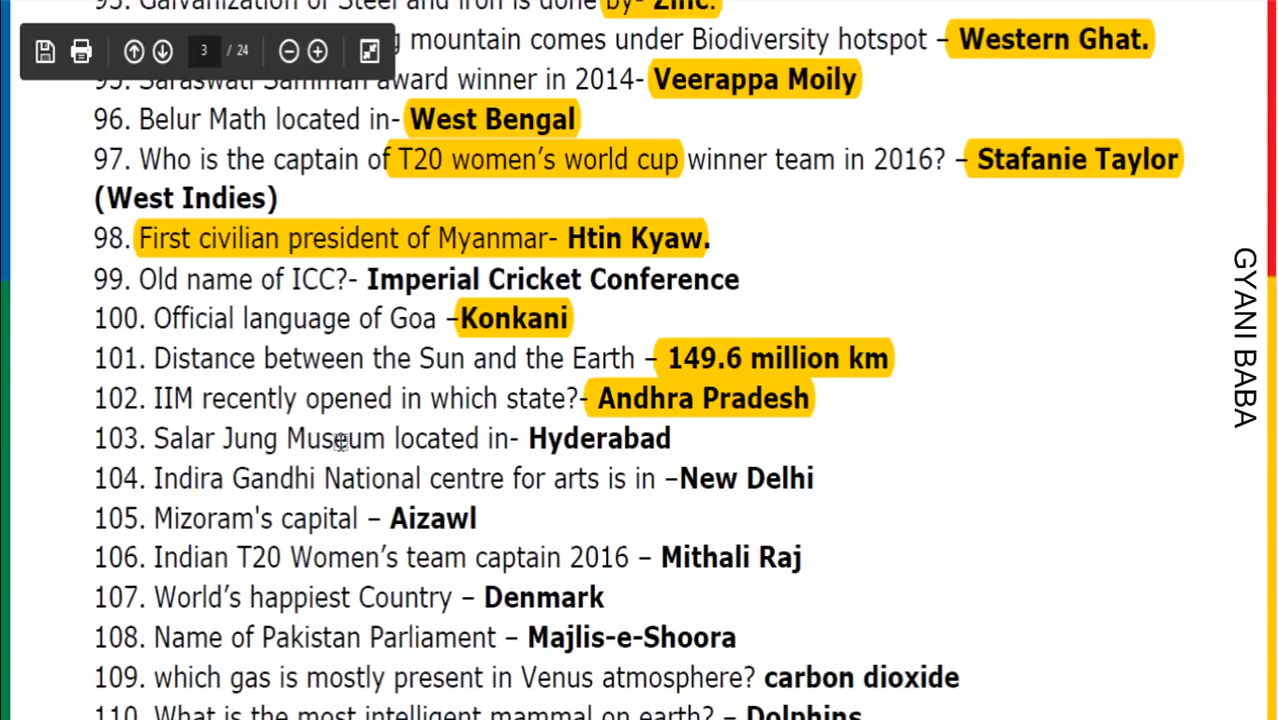 93. Galvanization of Steel and iron is done by- Zinc.
3 / 24
mountain comes under Biodiversity hotspot – Western Ghat.
95. Saraswati Samman award winner in 2014- Veerappa Moily
96. Belur Math located in- West Bengal
97. Who is the captain of T20 women's world cup winner team in 2016? – Stafanie Taylor
(West Indies)
98. First civilian president of Myanmar- Htin Kyaw.
99. Old name of ICC?- Imperial Cricket Conference
100. Official language of Goa –Konkani
101. Distance between the Sun and the Earth – 149.6 million km
102. IIM recently opened in which state?- Andhra Pradesh
103. Salar Jung Museum located in- Hyderabad
104. Indira Gandhi National centre for arts is in –New Delhi
105. Mizoram's capital – Aizawl
106. Indian T20 Women's team captain 2016 – Mithali Raj
107. World's happiest Country – Denmark
108. Name of Pakistan Parliament – Majlis-e-Shoora
109. which gas is mostly present in Venus atmosphere? carbon dioxide
110. What is the most intelligent mammal on earth? – Dolphins
GYANI BABA